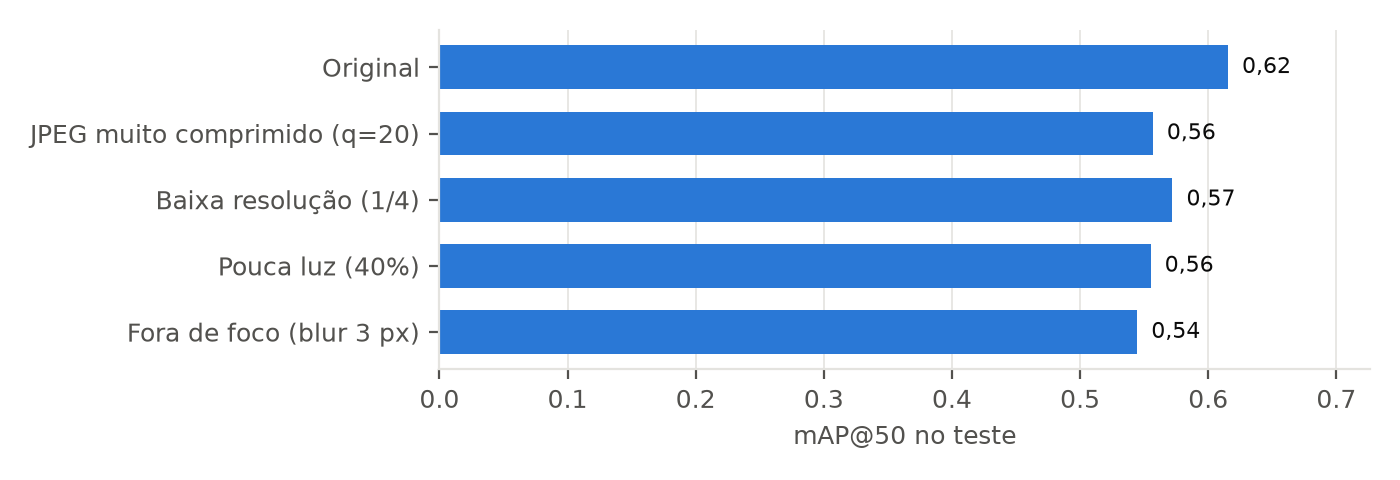 Original
0,62
JPEG muito comprimido (q=20)
0,56
Baixa resolução (1/4)
0,57
Pouca luz (40%)
0,56
Fora de foco (blur 3 px)
0,54
0.0 0.1 0.2 0.3 0.4 0.5 0.6 0.7
mAP@50 no teste